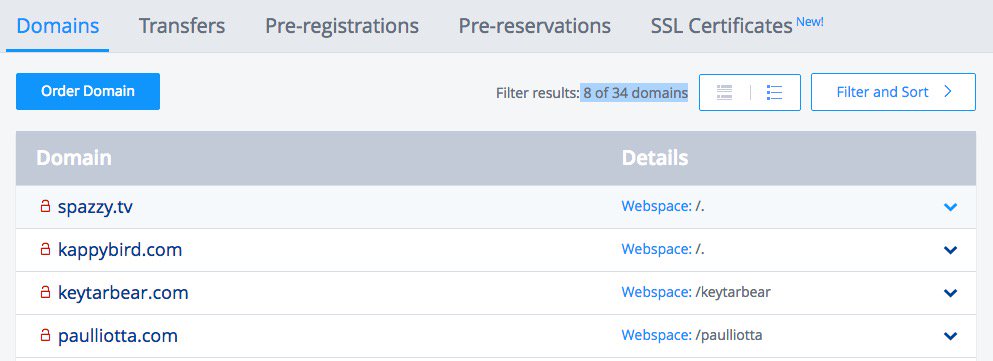 Domains Transfers Pre-registrations Pre-reservations SSL Certificates New!
Order Domain Filter results: 8 of 34 domains Filter and Sort
Domain Details
spazzy.tv Webspace: /.
kappybird.com Webspace: /.
keytarbear.com Webspace: /keytarbear
paulliotta.com Webspace: /paulliotta